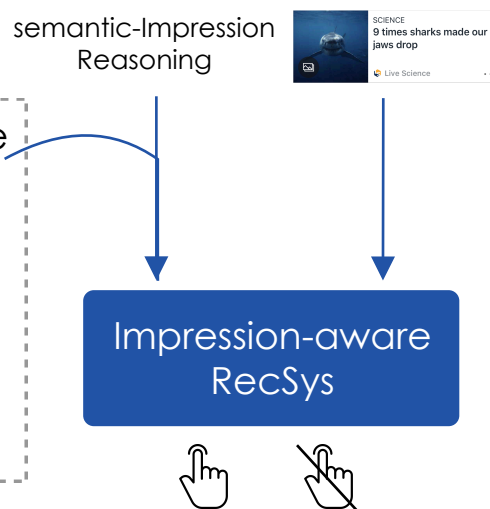 semantic-Impression
Reasoning
SCIENCE
9 times sharks made our
jaws drop
Live Science
e
Impression-aware
RecSys